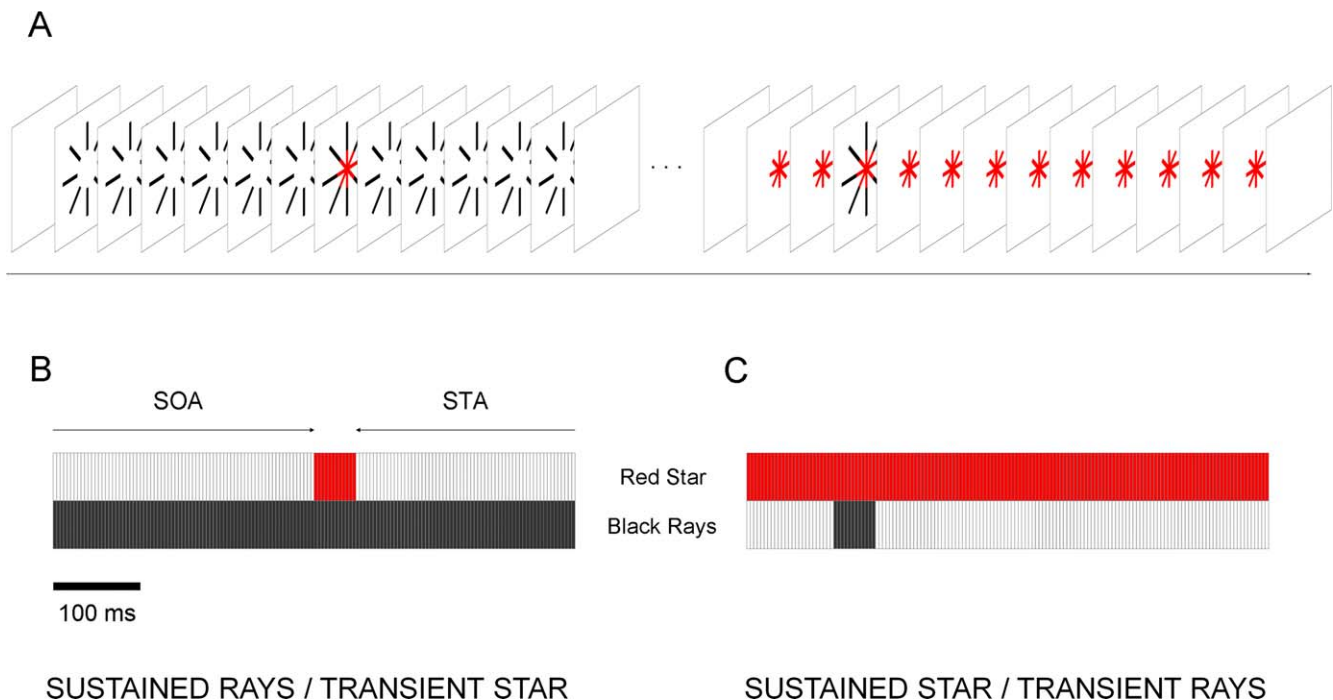 A
. . .
B
C
SOA
STA
Red Star
Black Rays
100 ms
SUSTAINED RAYS / TRANSIENT STAR
SUSTAINED STAR / TRANSIENT RAYS